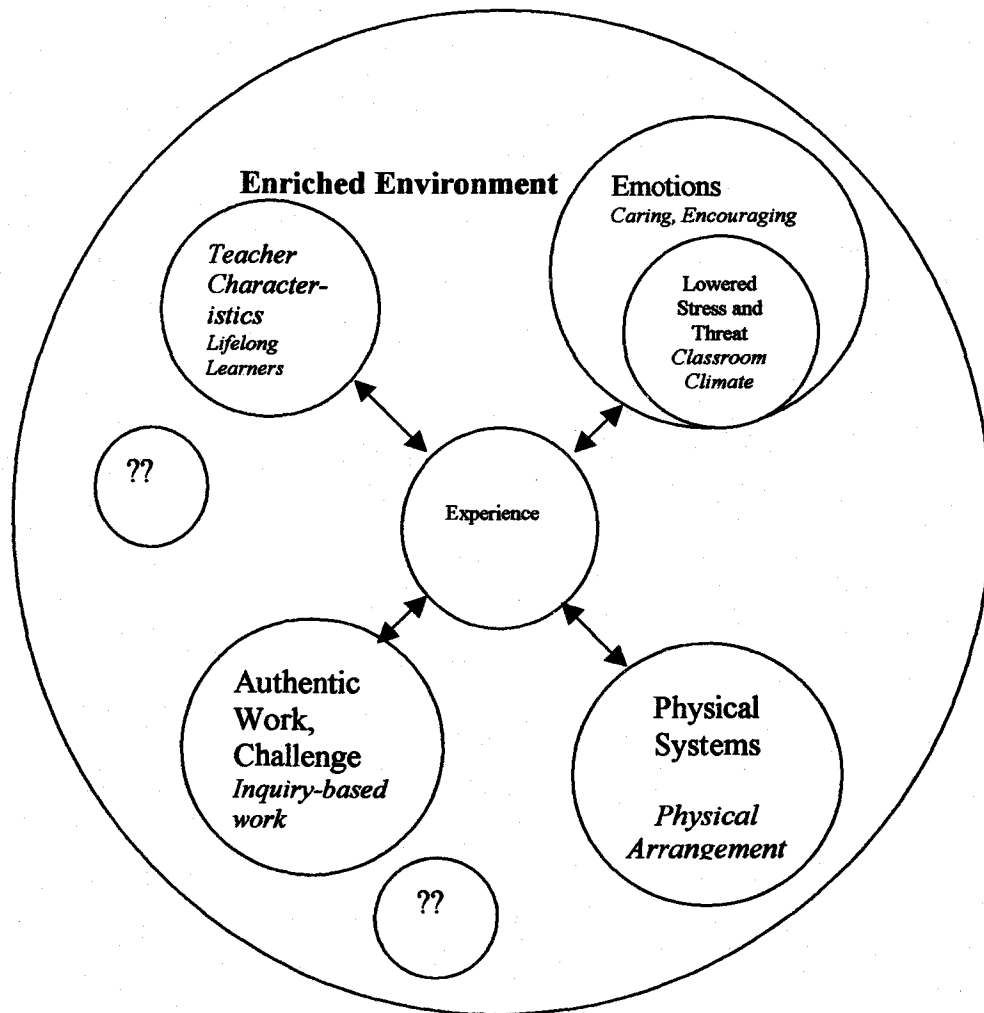 Enriched Environment
Emotions
Caring, Encouraging
Lowered
Stress and
Threat
Classroom
Climate
Teacher
Character-
istics
Lifelong
Learners
??
Experience
Authentic
Work,
Challenge
Inquiry-based
work
Physical
Systems
Physical
Arrangement
??